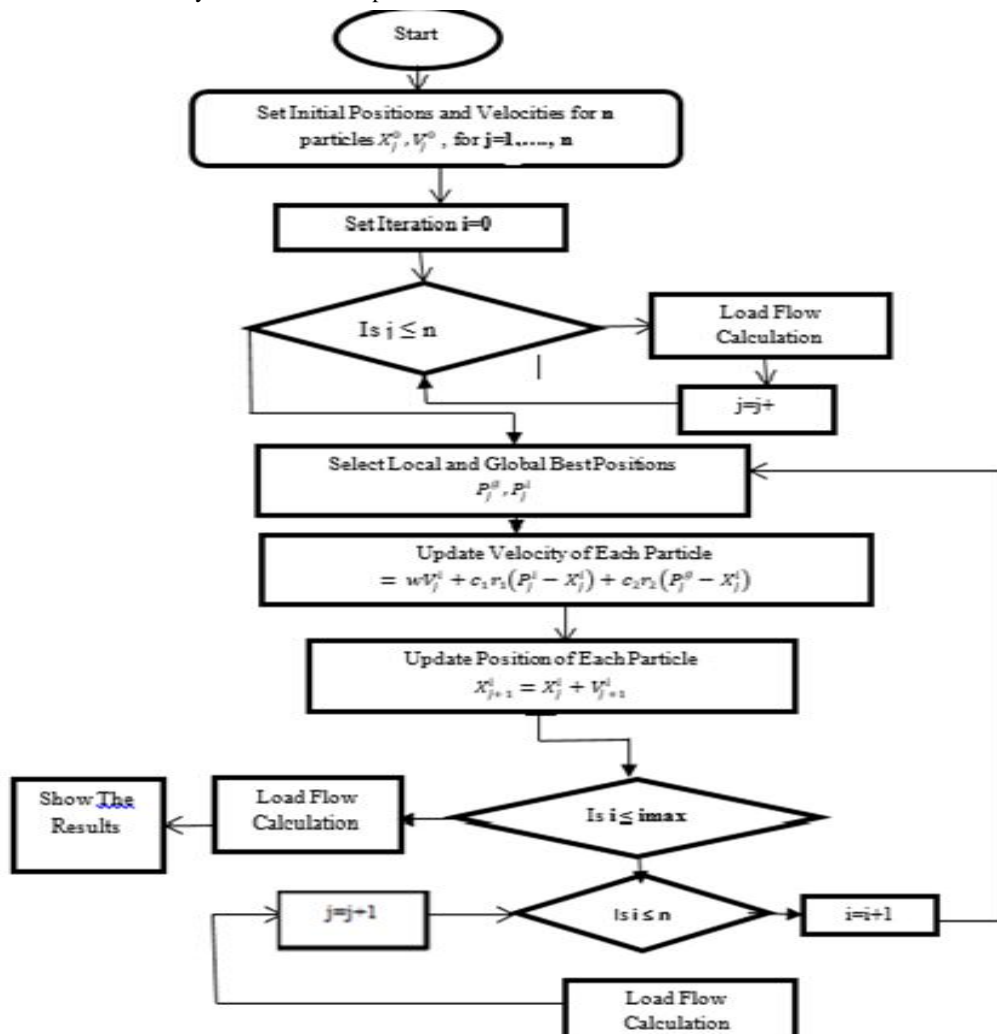 Start
Set Initial Positions and Velocities for n
particles X_j^o, V_j^o, for j=1,...., n
Set Iteration i=0
Is j ≤ n
Load Flow
Calculation
j=j+
Select Local and Global Best Positions
P_j^g, P_j^i
Update Velocity of Each Particle
= wV_j^i + c_1r_1(P_j^i − X_j^i) + c_2r_2(P_j^g − X_j^i)
Update Position of Each Particle
X_{j+1}^i = X_j^i + V_{j+1}^i
Show The
Results
Load Flow
Calculation
Is i ≤ imax
j=j+1
Is i ≤ n
i=i+1
Load Flow
Calculation